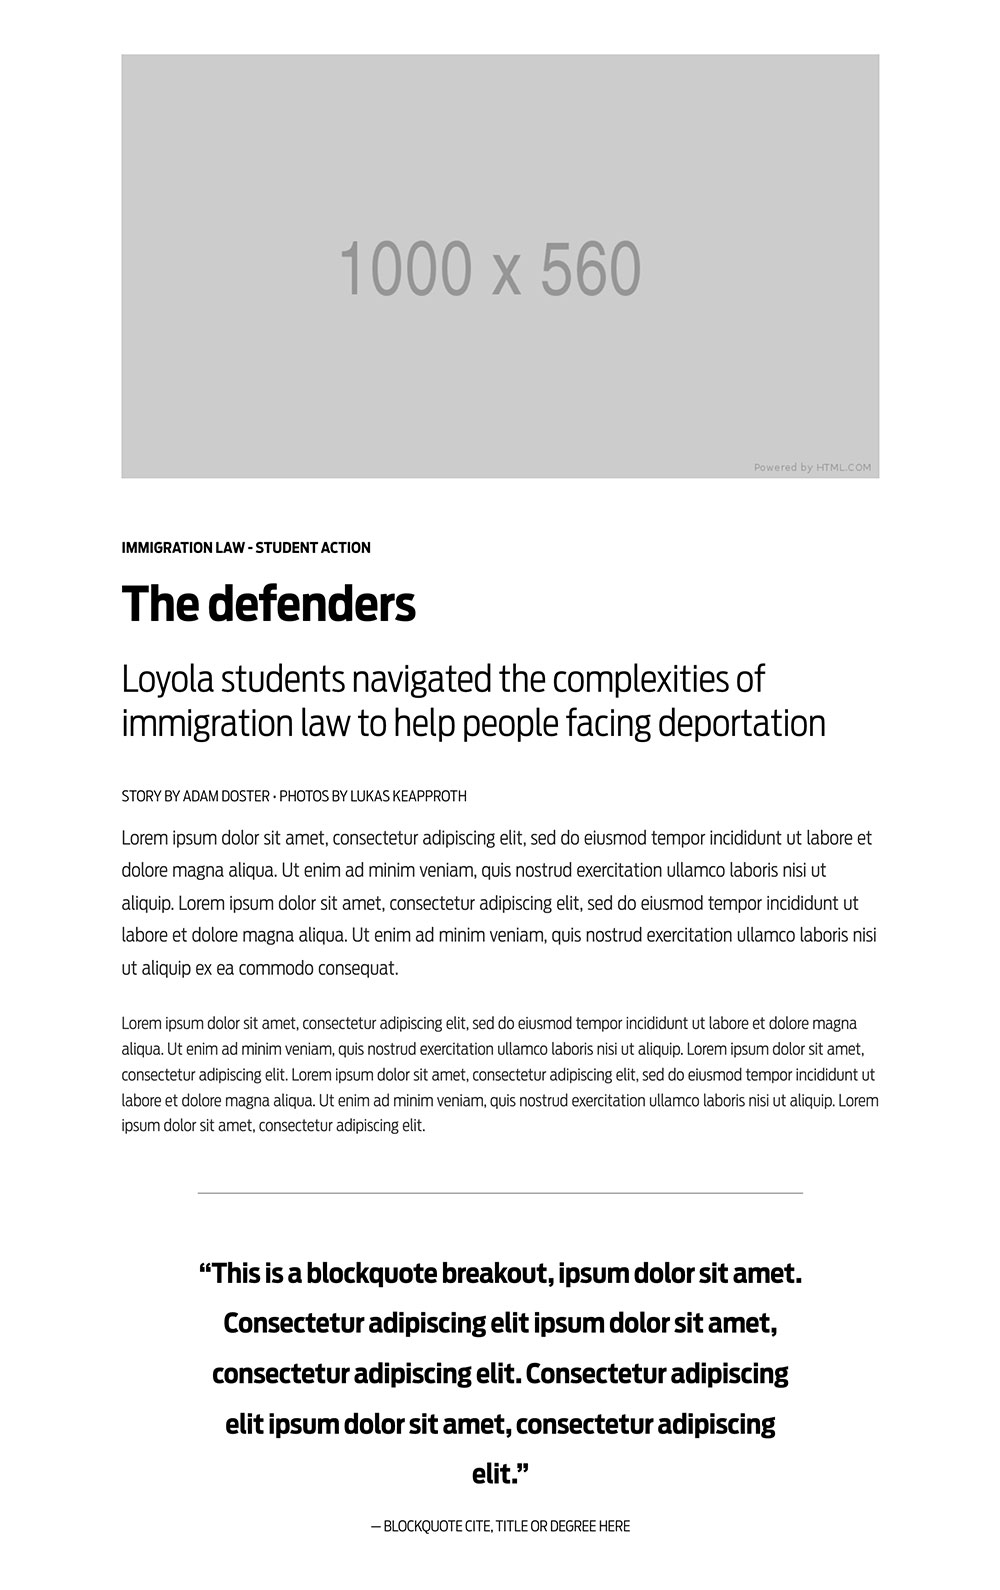 1000 x 560
Powered by HTML.COM
IMMIGRATION LAW - STUDENT ACTION
The defenders
Loyola students navigated the complexities of
immigration law to help people facing deportation
STORY BY ADAM DOSTER · PHOTOS BY LUKAS KEAPPROTH
Lorem ipsum dolor sit amet, consectetur adipiscing elit, sed do eiusmod tempor incididunt ut labore et
dolore magna aliqua. Ut enim ad minim veniam, quis nostrud exercitation ullamco laboris nisi ut
aliquip. Lorem ipsum dolor sit amet, consectetur adipiscing elit, sed do eiusmod tempor incididunt ut
labore et dolore magna aliqua. Ut enim ad minim veniam, quis nostrud exercitation ullamco laboris nisi
ut aliquip ex ea commodo consequat.
Lorem ipsum dolor sit amet, consectetur adipiscing elit, sed do eiusmod tempor incididunt ut labore et dolore magna
aliqua. Ut enim ad minim veniam, quis nostrud exercitation ullamco laboris nisi ut aliquip. Lorem ipsum dolor sit amet,
consectetur adipiscing elit. Lorem ipsum dolor sit amet, consectetur adipiscing elit, sed do eiusmod tempor incididunt ut
labore et dolore magna aliqua. Ut enim ad minim veniam, quis nostrud exercitation ullamco laboris nisi ut aliquip. Lorem
ipsum dolor sit amet, consectetur adipiscing elit.
“This is a blockquote breakout, ipsum dolor sit amet.
Consectetur adipiscing elit ipsum dolor sit amet,
consectetur adipiscing elit. Consectetur adipiscing
elit ipsum dolor sit amet, consectetur adipiscing
elit.”
— BLOCKQUOTE CITE, TITLE OR DEGREE HERE